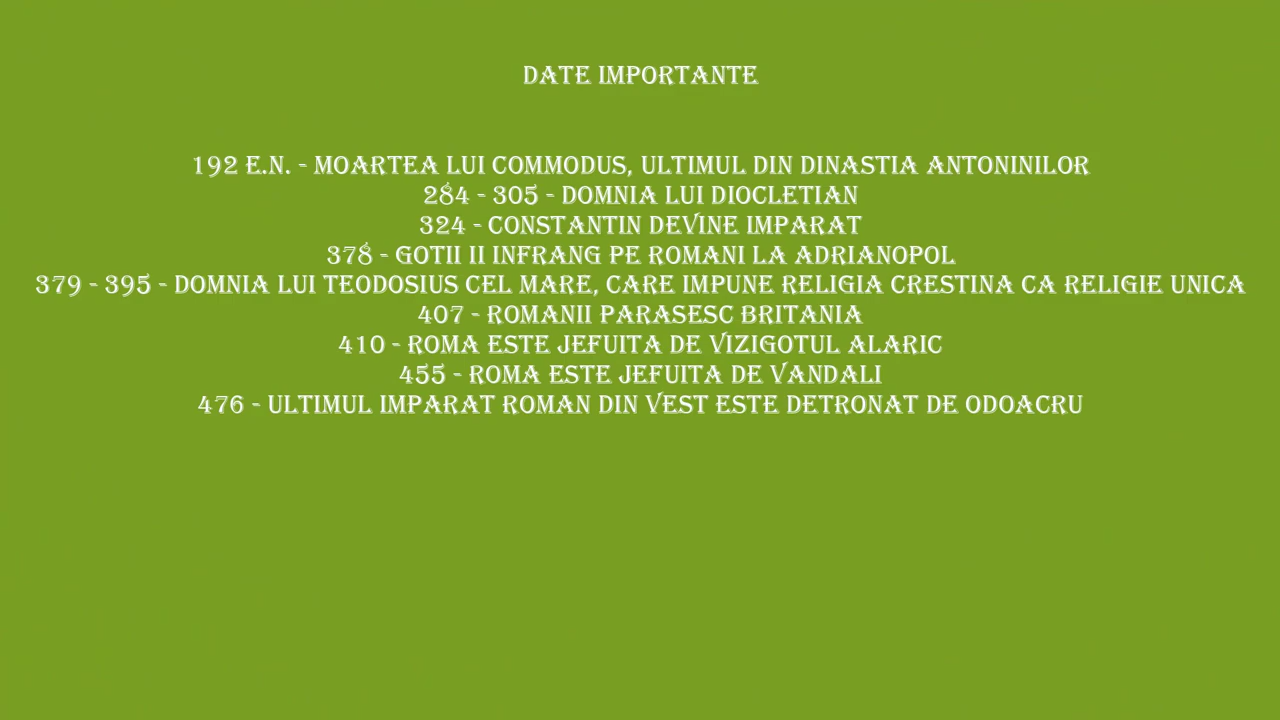 DATE IMPORTANTE
192 E.N. - MOARTEA LUI COMMODUS, ULTIMUL DIN DINASTIA ANTONINILOR
284 - 305 - DOMNIA LUI DIOCLETIAN
324 - CONSTANTIN DEVINE IMPARAT
378 - GOTII II INFRANG PE ROMANI LA ADRIANOPOL
379 - 395 - DOMNIA LUI TEODOSIUS CEL MARE, CARE IMPUNE RELIGIA CRESTINA CA RELIGIE UNICA
407 - ROMANII PARASESC BRITANIA
410 - ROMA ESTE JEFUITA DE VIZIGOTUL ALARIC
455 - ROMA ESTE JEFUITA DE VANDALI
476 - ULTIMUL IMPARAT ROMAN DIN VEST ESTE DETRONAT DE ODOACRU